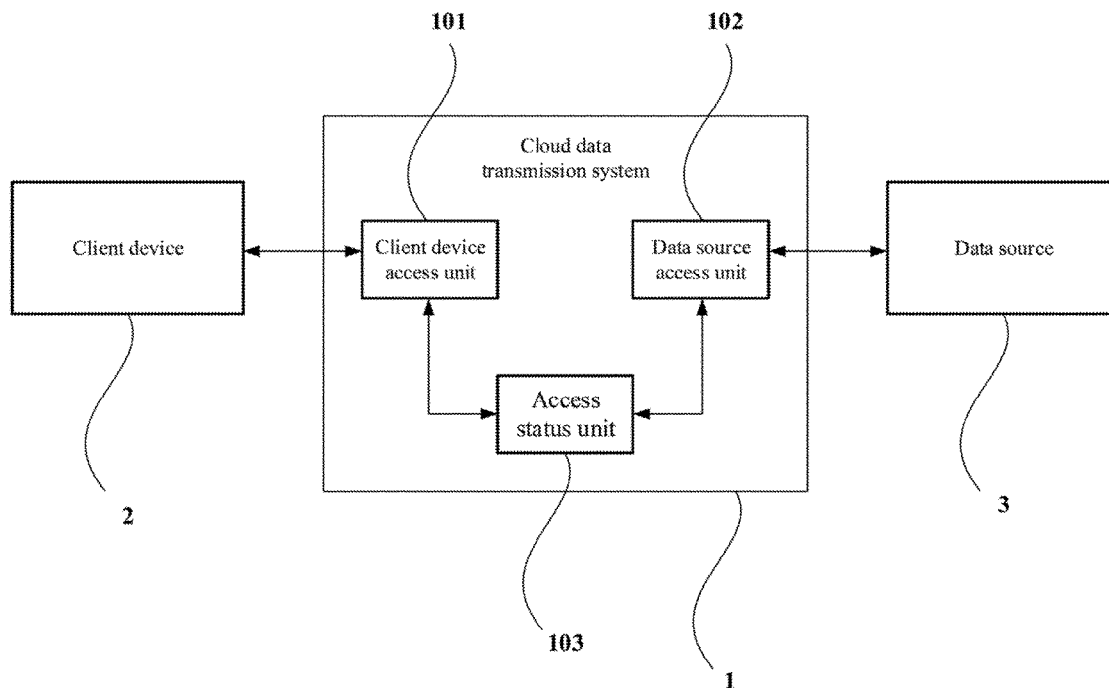 101
102
Cloud data
transmission system
Client device
Client device
access unit
Data source
access unit
Data source
Access
status unit
2
3
103
1